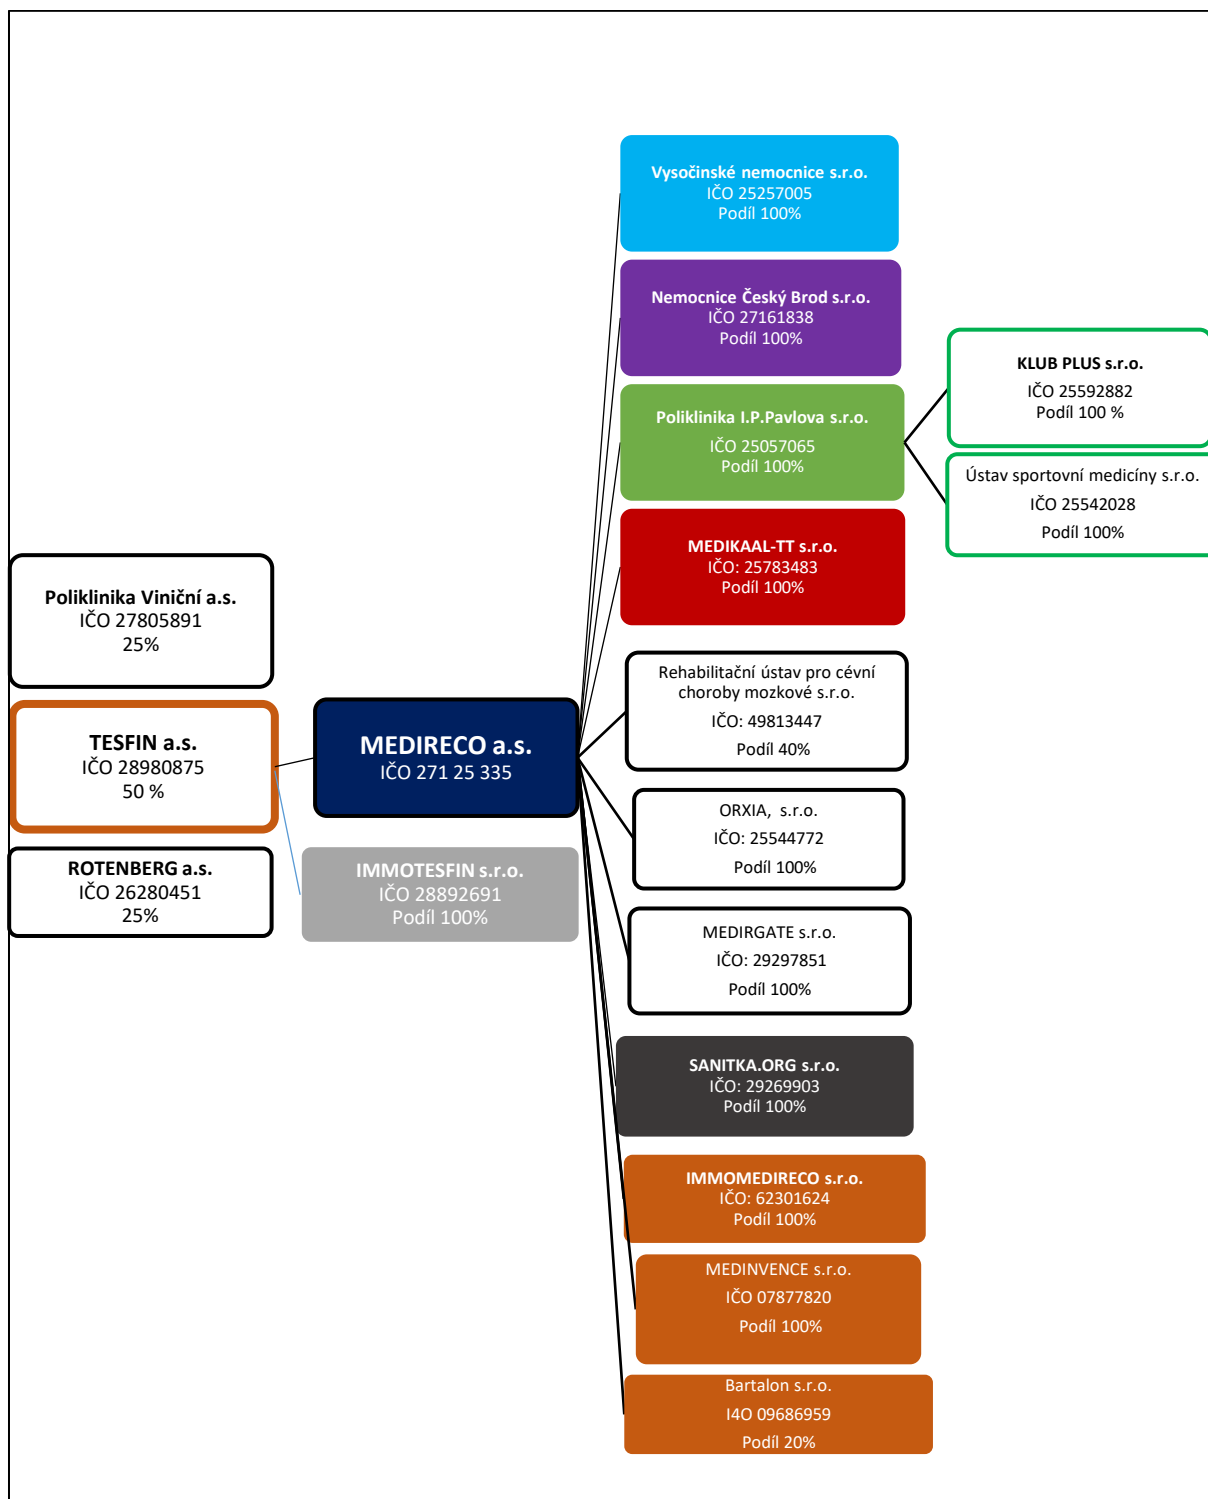 Vysočinské nemocnice s.r.o.
IČO 25257005
Podíl 100%
Nemocnice Český Brod s.r.o.
IČO 27161838
Podíl 100%
Poliklinika I.P.Pavlova s.r.o.
IČO 25057065
Podíl 100%
KLUB PLUS s.r.o.
IČO 25592882
Podíl 100 %
Ústav sportovní medicíny s.r.o.
IČO 25542028
Podíl 100%
MEDIKAAL-TT s.r.o.
IČO: 25783483
Podíl 100%
Poliklinika Viniční a.s.
IČO 27805891
25%
TESFIN a.s.
IČO 28980875
50 %
ROTENBERG a.s.
IČO 26280451
25%
MEDIRECO a.s.
IČO 271 25 335
IMMOTESFIN s.r.o.
IČO 28892691
Podíl 100%
Rehabilitační ústav pro cévní
choroby mozkové s.r.o.
IČO: 49813447
Podíl 40%
ORXIA, s.r.o.
IČO: 25544772
Podíl 100%
MEDIRGATE s.r.o.
IČO: 29297851
Podíl 100%
SANITKA.ORG s.r.o.
IČO: 29269903
Podíl 100%
IMMOMEDIRECO s.r.o.
IČO: 62301624
Podíl 100%
MEDINVENCE s.r.o.
IČO 07877820
Podíl 100%
Bartalon s.r.o.
I4O 09686959
Podíl 20%